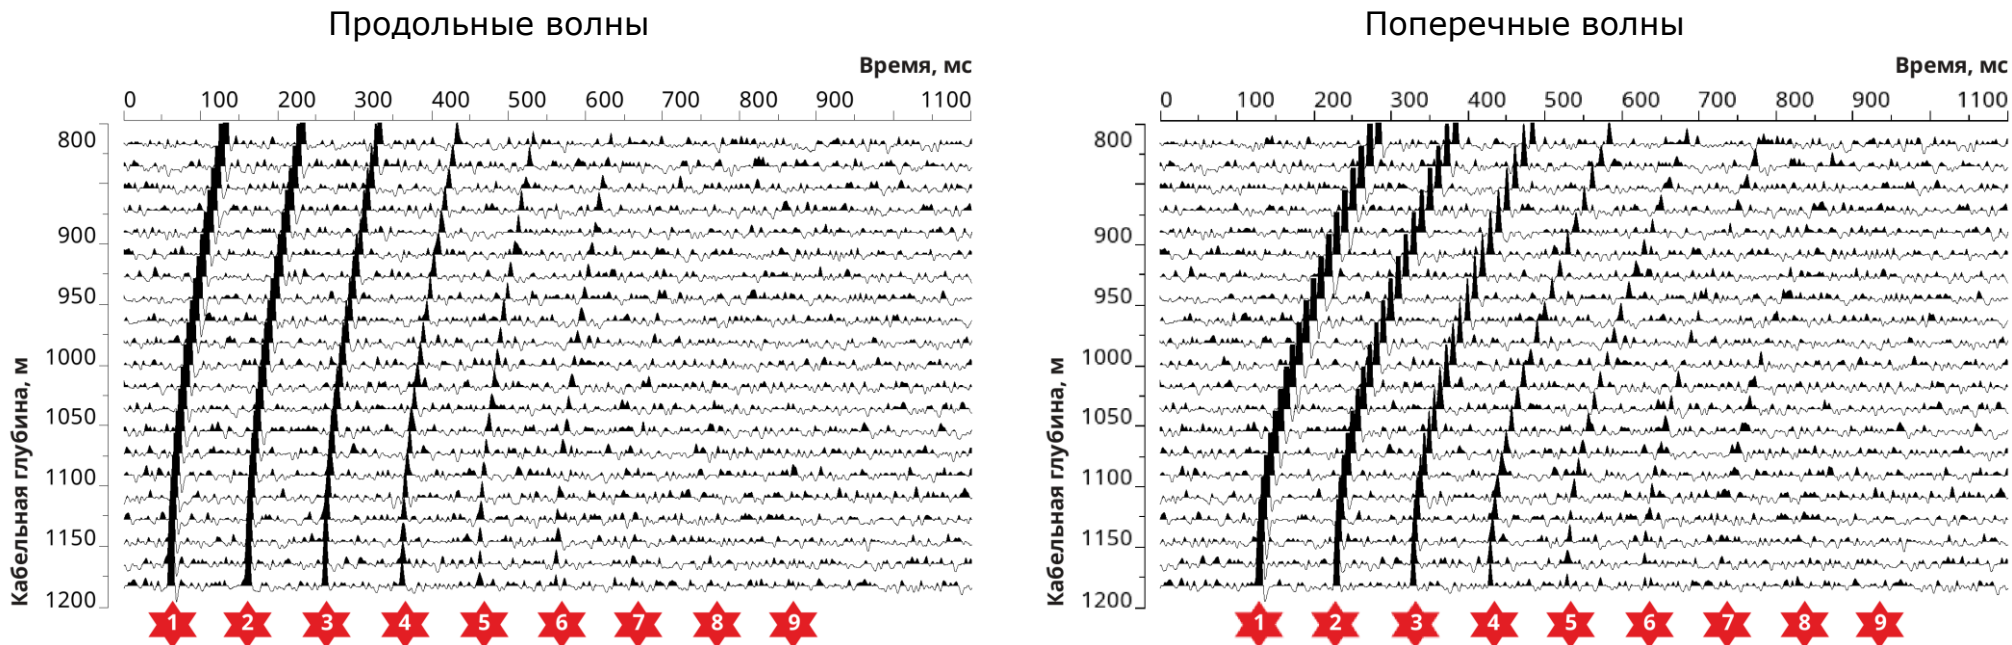 Продольные волны
Время, мс
0 100 200 300 400 500 600 700 800 900 1100
800
900
950
1000
1050
1100
1150
1200
Кабельная глубина, м
1 2 3 4 5 6 7 8 9
Поперечные волны
Время, мс
0 100 200 300 400 500 600 700 800 900 1100
800
900
950
1000
1050
1100
1150
1200
Кабельная глубина, м
1 2 3 4 5 6 7 8 9